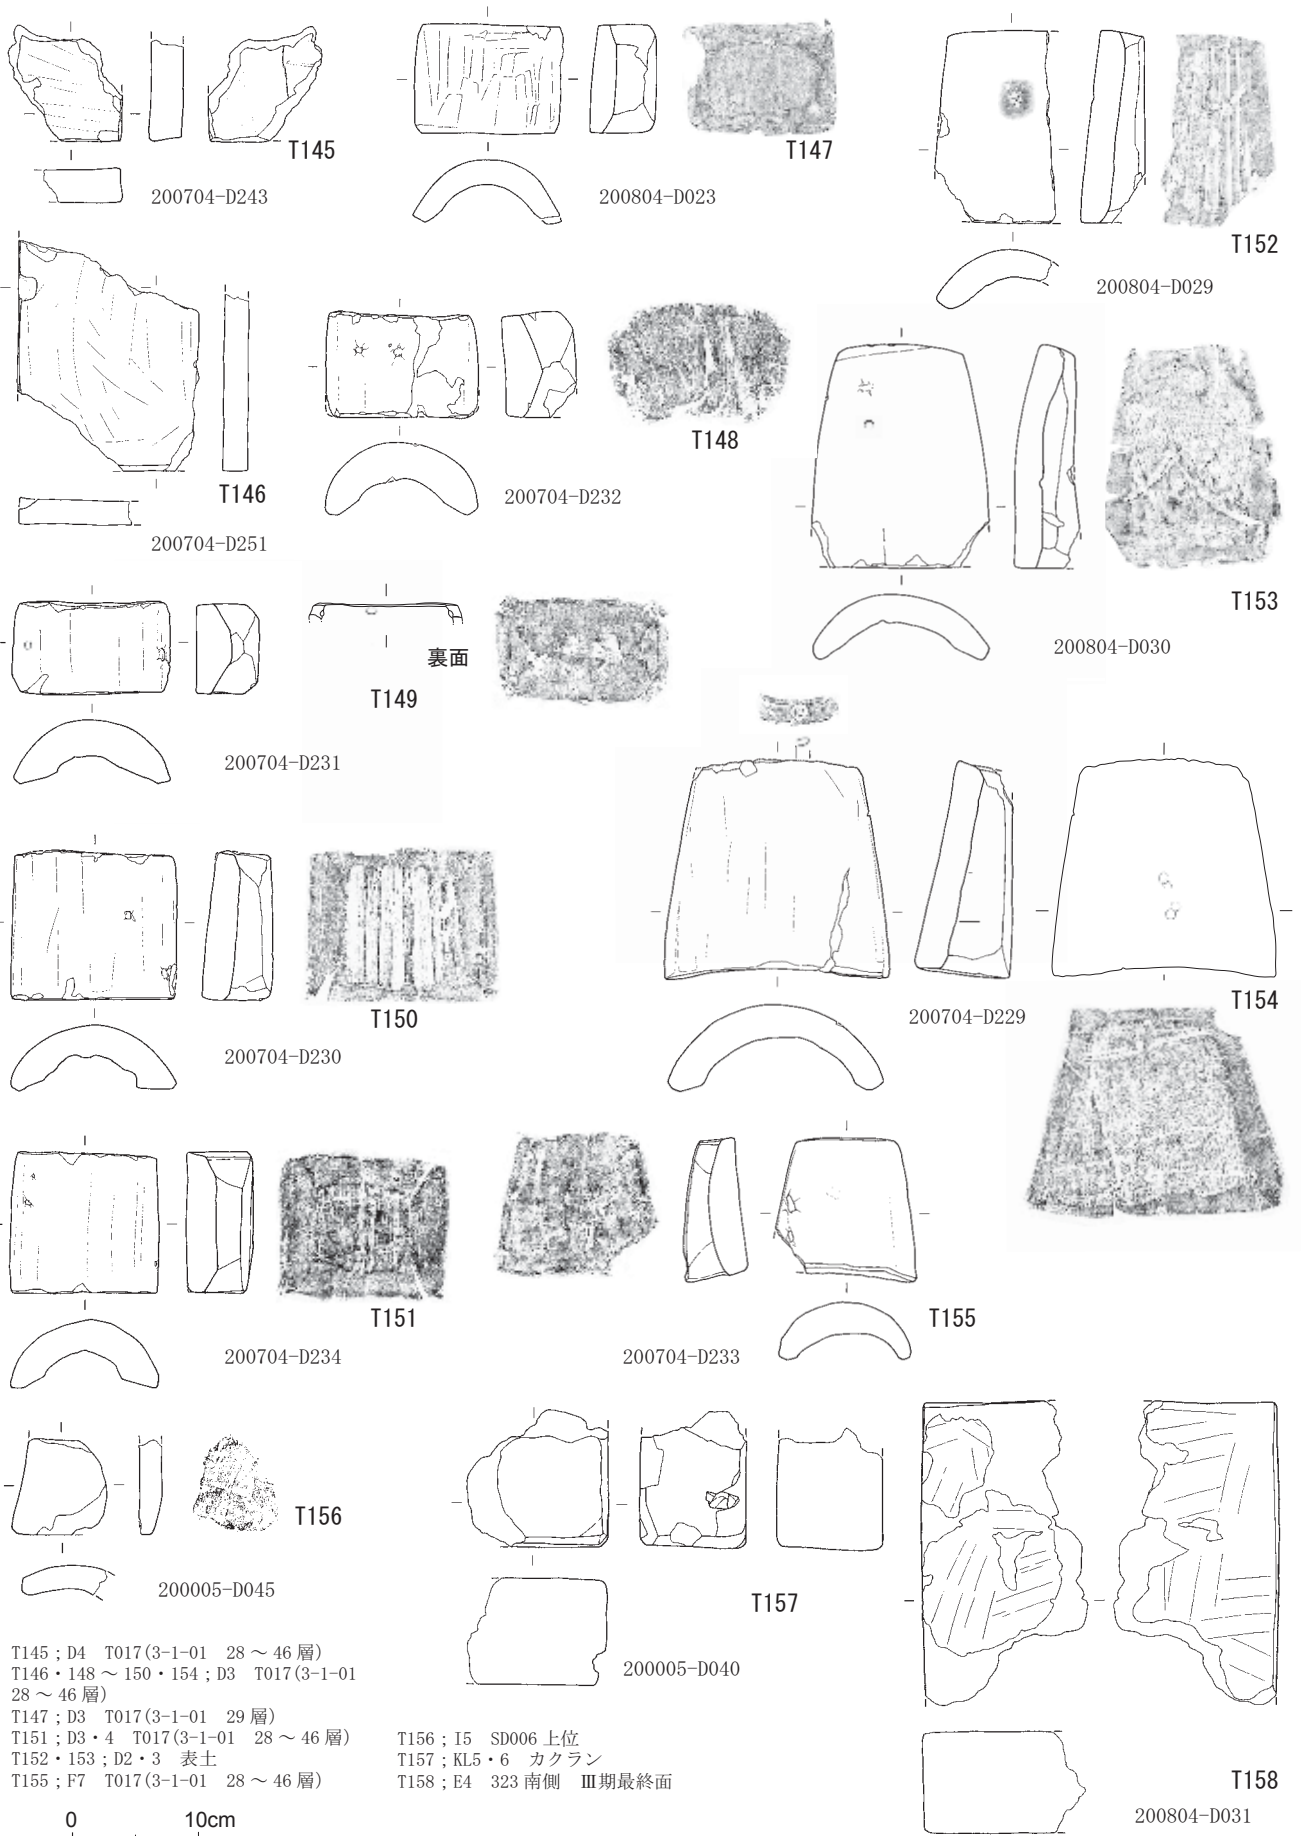 T145
200704-D243
T147
200804-D023
T152
200804-D029
T146
200704-D251
T148
200704-D232
T153
200804-D030
裏面
T149
200704-D231
T150
200704-D230
T154
200704-D229
T151
200704-D234
T155
200704-D233
T156
200005-D045
T157
200005-D040
T158
200804-D031
T145；D4　T017(3-1-01　28～46層)
T146・148～150・154；D3　T017(3-1-01
28～46層)
T147；D3　T017(3-1-01　29層)
T151；D3・4　T017(3-1-01　28～46層)
T152・153；D2・3　表土
T155；F7　T017(3-1-01　28～46層)
T156；I5　SD006上位
T157；KL5・6　カクラン
T158；E4　323南側　Ⅲ期最終面
0　10cm